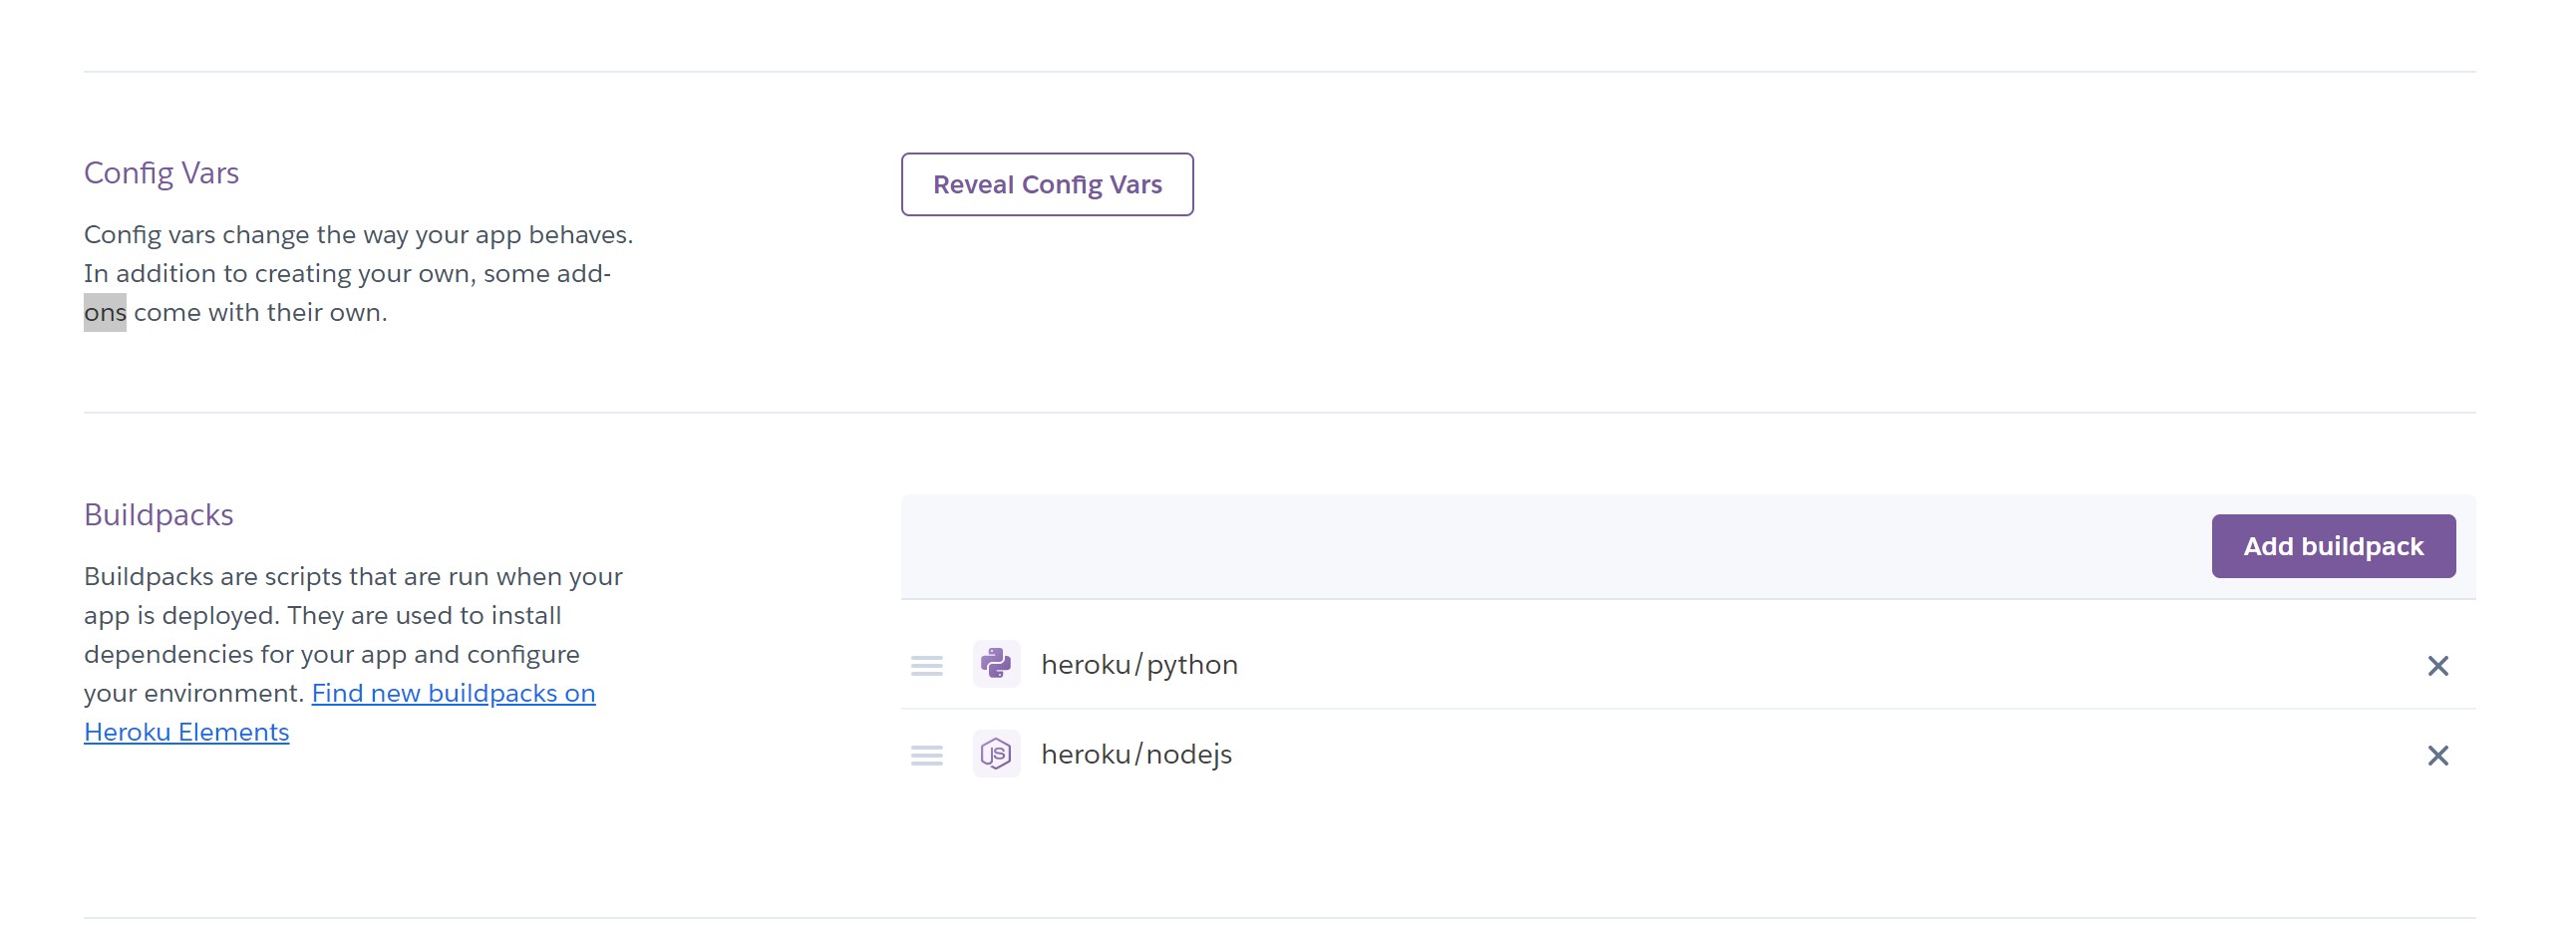 Config Vars
Reveal Config Vars
Config vars change the way your app behaves.
In addition to creating your own, some add-
ons come with their own.
Buildpacks
Add buildpack
Buildpacks are scripts that are run when your
app is deployed. They are used to install
dependencies for your app and configure
your environment. Find new buildpacks on
Heroku Elements
heroku/python
JS
heroku/nodejs